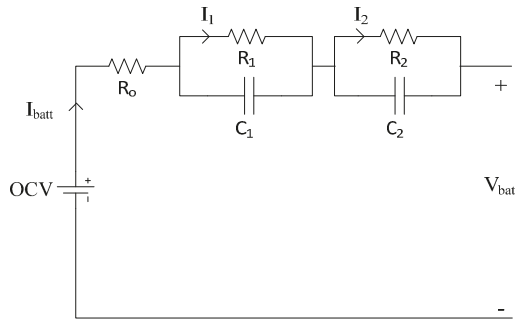 I1
I2
R1
R2
Ro
+
Ibatt
C1
C2
OCV
+
-
Vbat
-